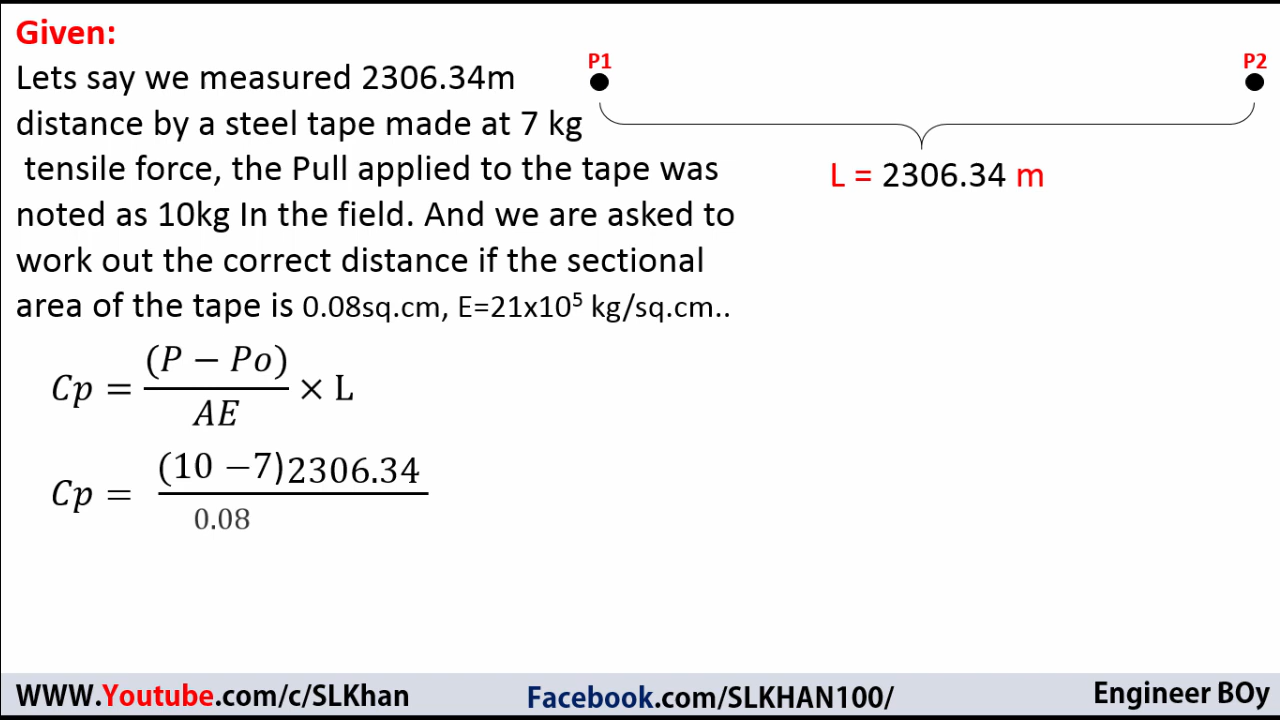 Given:
Lets say we measured 2306.34m
distance by a steel tape made at 7 kg
tensile force, the Pull applied to the tape was
noted as 10kg In the field. And we are asked to
work out the correct distance if the sectional
area of the tape is 0.08sq.cm, E=21x10⁵ kg/sq.cm..
P1
P2
L = 2306.34 m
(P − Po)
Cp = × L
AE
(10 −7)2306.34
Cp =
0.08
WWW.Youtube.com/c/SLKhan
Facebook.com/SLKHAN100/
Engineer BOy